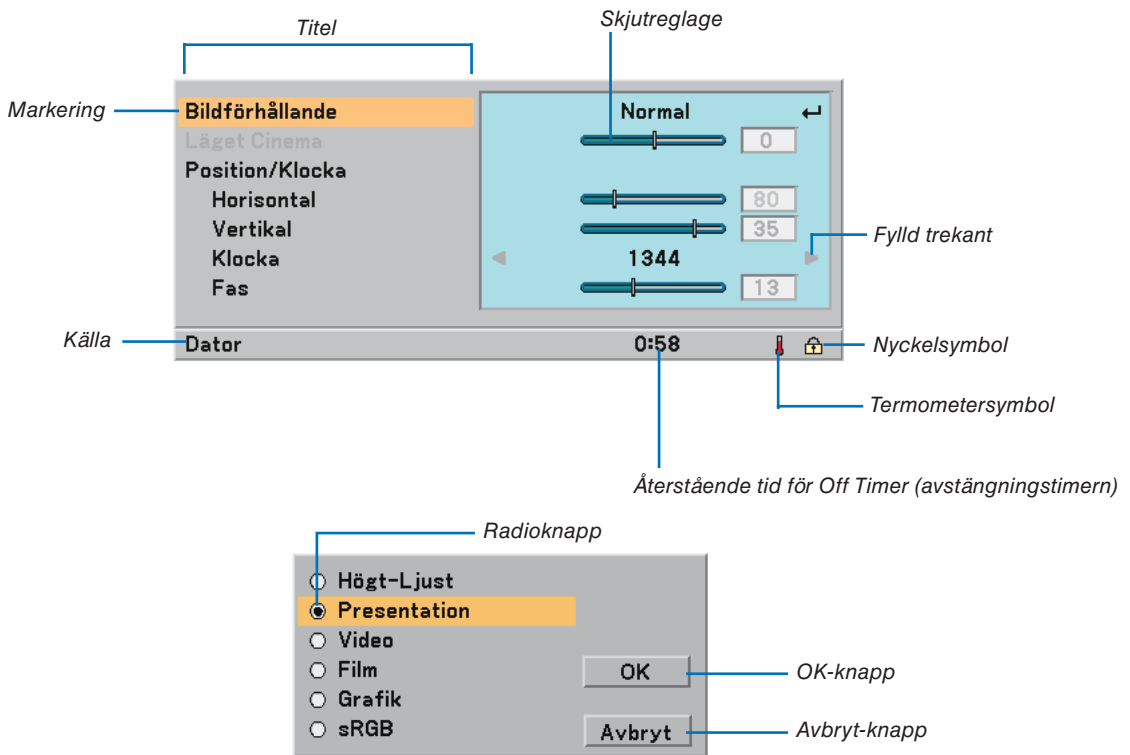 Titel
Skjutreglage
Markering
Bildförhållande
Normal
Läget Cinema
0
Position/Klocka
Horisontal
80
Vertikal
35
Fylld trekant
Klocka
1344
Fas
13
Källa
Dator
0:58
Nyckelsymbol
Termometersymbol
Återstående tid för Off Timer (avstängningstimern)
Radioknapp
Högt-Ljust
Presentation
Video
Film
OK
OK-knapp
Grafik
sRGB
Avbryt
Avbryt-knapp